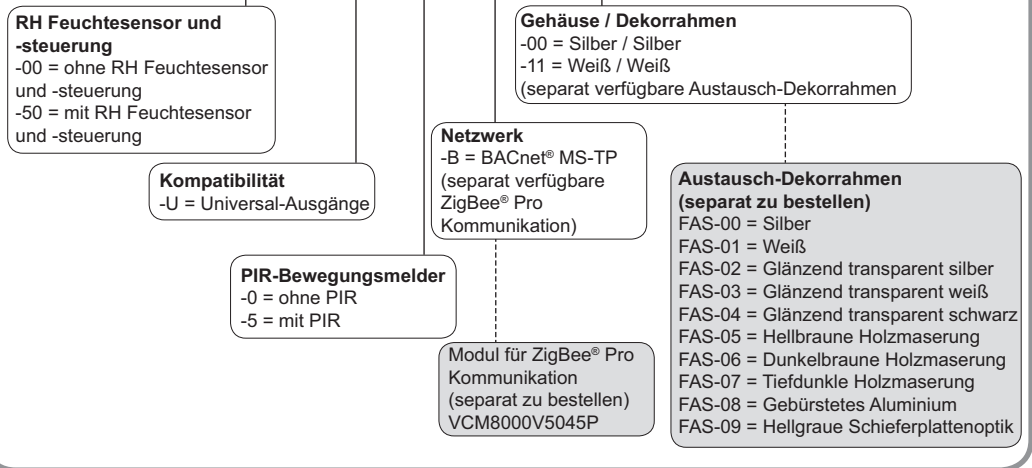 RH Feuchtesensor und
-steuerung
-00 = ohne RH Feuchtesensor
und -steuerung
-50 = mit RH Feuchtesensor
und -steuerung
Kompatibilität
-U = Universal-Ausgänge
PIR-Bewegungsmelder
-0 = ohne PIR
-5 = mit PIR
Netzwerk
-B = BACnet® MS-TP
(separat verfügbare
ZigBee® Pro
Kommunikation)
Modul für ZigBee® Pro
Kommunikation
(separat zu bestellen)
VCM8000V5045P
Gehäuse / Dekorrahmen
-00 = Silber / Silber
-11 = Weiß / Weiß
(separat verfügbare Austausch-Dekorrahmen
Austausch-Dekorrahmen
(separat zu bestellen)
FAS-00 = Silber
FAS-01 = Weiß
FAS-02 = Glänzend transparent silber
FAS-03 = Glänzend transparent weiß
FAS-04 = Glänzend transparent schwarz
FAS-05 = Hellbraune Holzmaserung
FAS-06 = Dunkelbraune Holzmaserung
FAS-07 = Tiefdunkle Holzmaserung
FAS-08 = Gebürstetes Aluminium
FAS-09 = Hellgraue Schieferplattenoptik